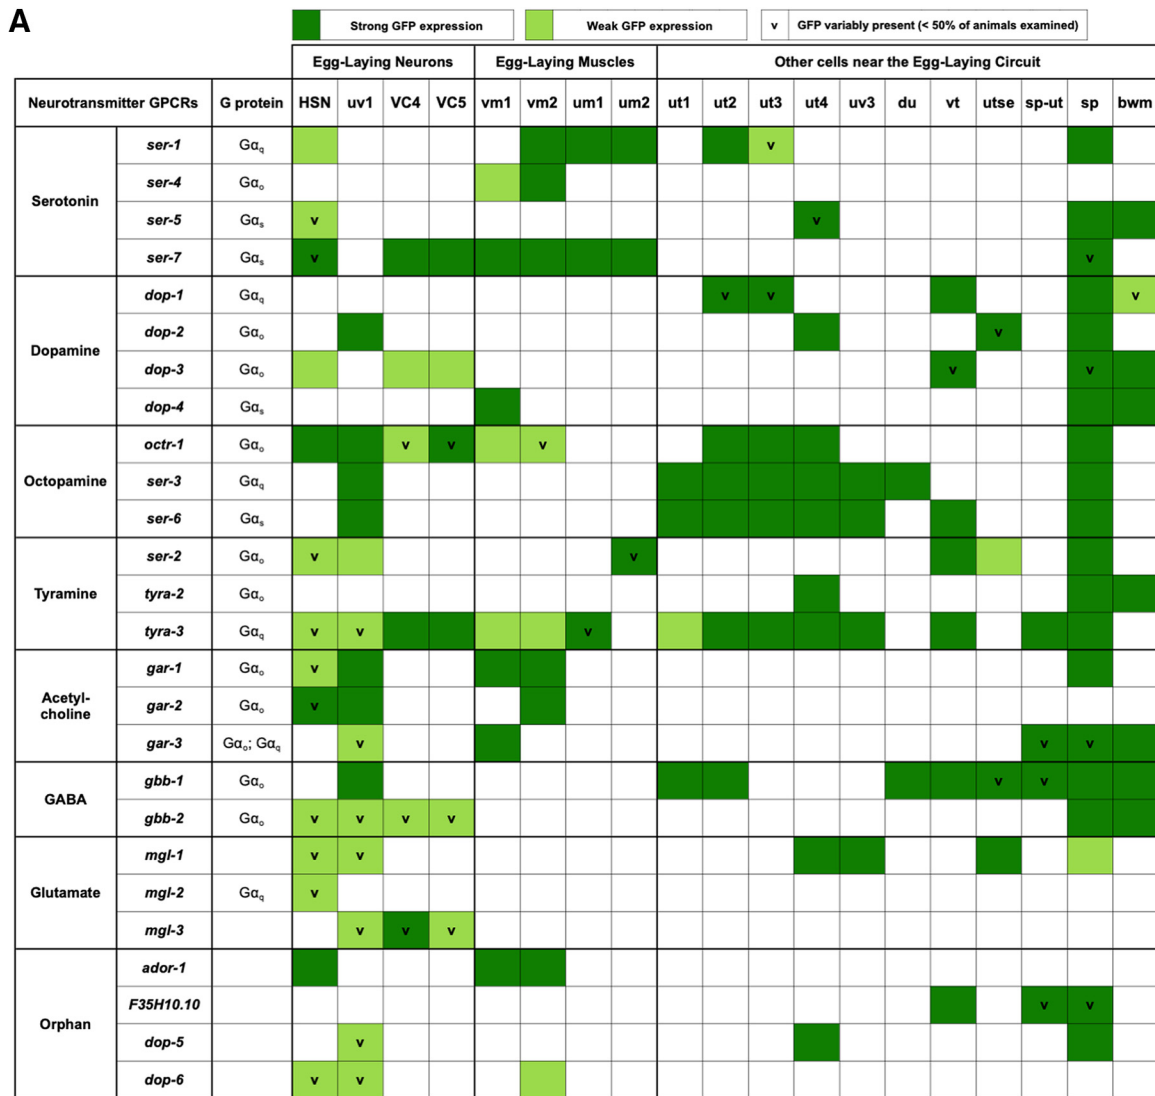 A
Strong GFP expression
Weak GFP expression
v GFP variably present (< 50% of animals examined)
Egg-Laying Neurons Egg-Laying Muscles Other cells near the Egg-Laying Circuit
Neurotransmitter GPCRs G protein HSN uv1 VC4 VC5 vm1 vm2 um1 um2 ut1 ut2 ut3 ut4 uv3 du vt utse sp-ut sp bwm
Serotonin
ser-1 Gαq v
ser-4 Gαo
ser-5 Gαs v v
ser-7 Gαs v v
Dopamine
dop-1 Gαq v v v
dop-2 Gαo v
dop-3 Gαo v v
dop-4 Gαs
Octopamine
octr-1 Gαo v v v
ser-3 Gαq
ser-6 Gαs
Tyramine
ser-2 Gαo v v
tyra-2 Gαo
tyra-3 Gαq v v v
Acetyl-
choline
gar-1 Gαo v
gar-2 Gαo v
gar-3 Gαo; Gαq v v v
GABA
gbb-1 Gαo v v
gbb-2 Gαo v v v v
Glutamate
mgl-1 v v
mgl-2 Gαq v
mgl-3 v v v
Orphan
ador-1
F35H10.10 v v
dop-5 v
dop-6 v v